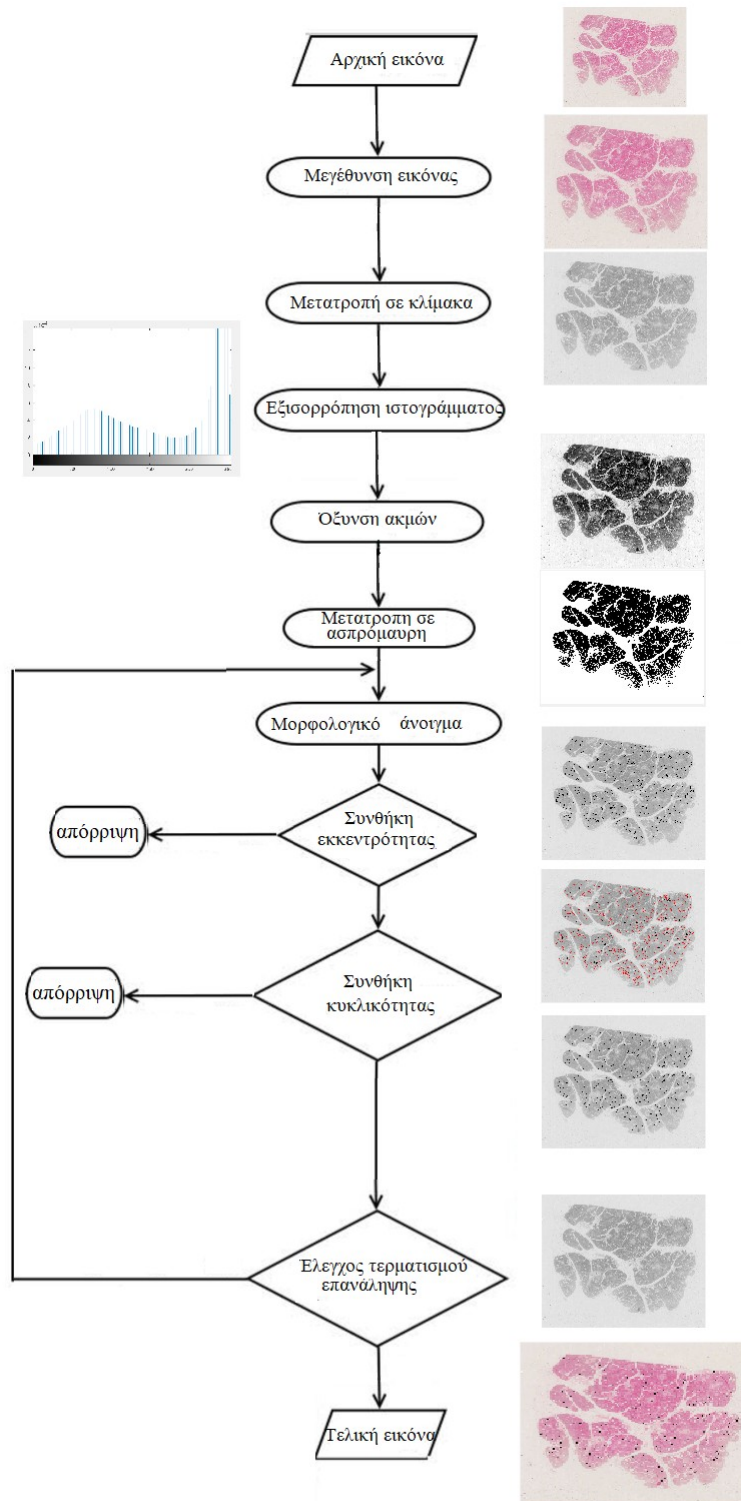 Αρχική εικόνα
Μεγέθυνση εικόνας
Μετατροπή σε κλίμακα
Εξισορρόπηση ιστογράμματος
Όξυνση ακμών
Μετατροπη σε
ασπρόμαυρη
Μορφολογικό άνοιγμα
Συνθήκη
εκκεντρότητας
απόρριψη
Συνθήκη
κυκλικότητας
απόρριψη
Έλεγχος τερματισμού
επανάληψης
Τελική εικόνα